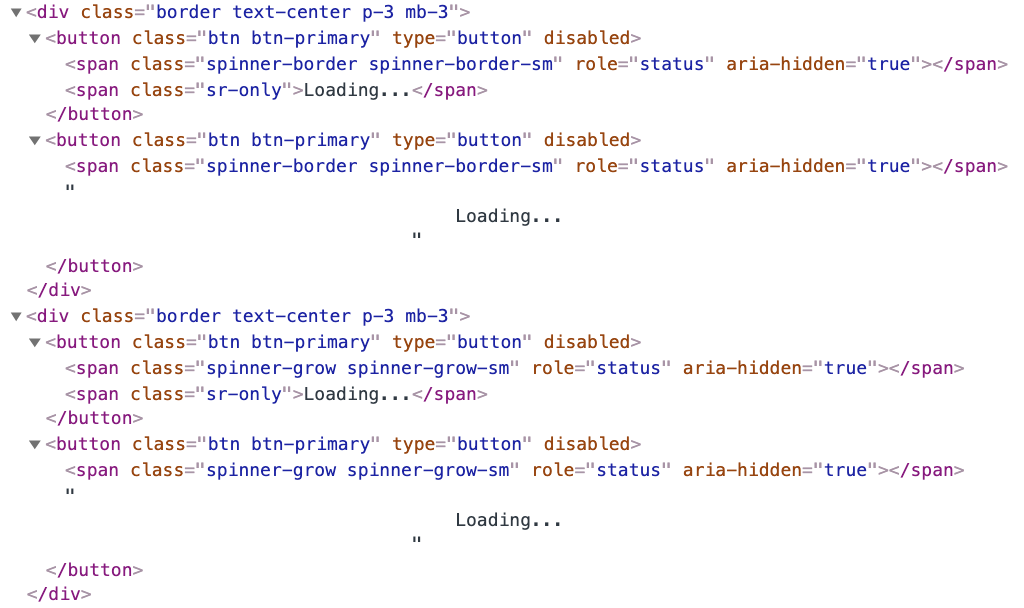 ▼<div class="border text-center p-3 mb-3">
▼<button class="btn btn-primary" type="button" disabled>
<span class="spinner-border spinner-border-sm" role="status" aria-hidden="true"></span>
<span class="sr-only">Loading...</span>
</button>
▼<button class="btn btn-primary" type="button" disabled>
<span class="spinner-border spinner-border-sm" role="status" aria-hidden="true"></span>
"
Loading...
"
</button>
</div>
▼<div class="border text-center p-3 mb-3">
▼<button class="btn btn-primary" type="button" disabled>
<span class="spinner-grow spinner-grow-sm" role="status" aria-hidden="true"></span>
<span class="sr-only">Loading...</span>
</button>
▼<button class="btn btn-primary" type="button" disabled>
<span class="spinner-grow spinner-grow-sm" role="status" aria-hidden="true"></span>
"
Loading...
"
</button>
</div>